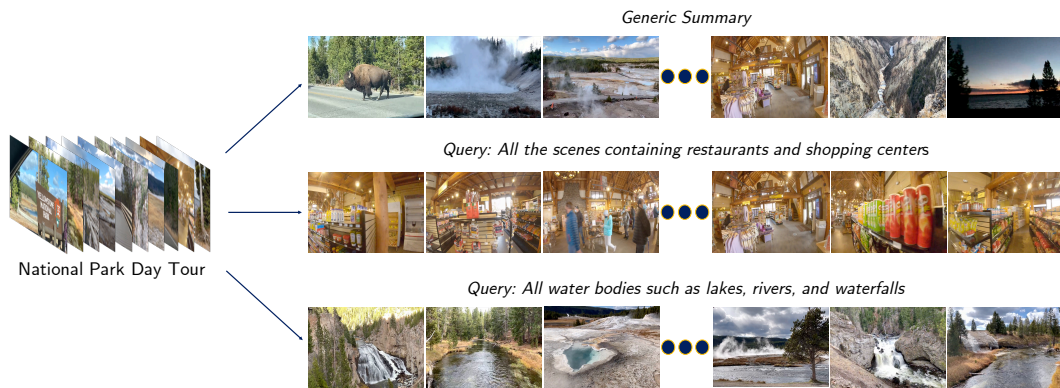 Generic Summary
Query: All the scenes containing restaurants and shopping centers
National Park Day Tour
Query: All water bodies such as lakes, rivers, and waterfalls